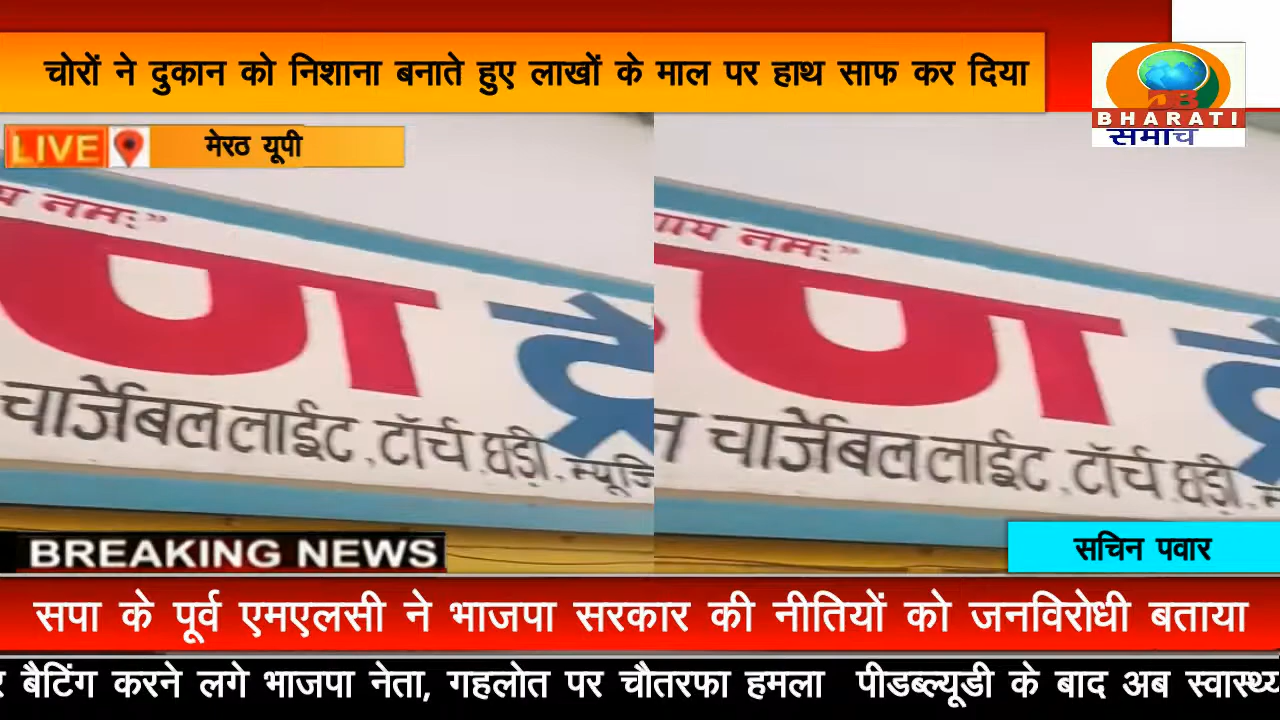 चोरों ने दुकान को निशाना बनाते हुए लाखों के माल पर हाथ साफ कर दिया
BHARATI
समाच
LIVE
मेरठ यूपी
नमः”
नमः”
चार्जेबल लाईट, टॉर्च, घड़ी,
चार्जेबल लाईट, टॉर्च, घड़ी,
BREAKING NEWS
सचिन पवार
सपा के पूर्व एमएलसी ने भाजपा सरकार की नीतियों को जनविरोधी बताया
बैटिंग करने लगे भाजपा नेता, गहलोत पर चौतरफा हमला पीडब्ल्यूडी के बाद अब स्वास्थ्य